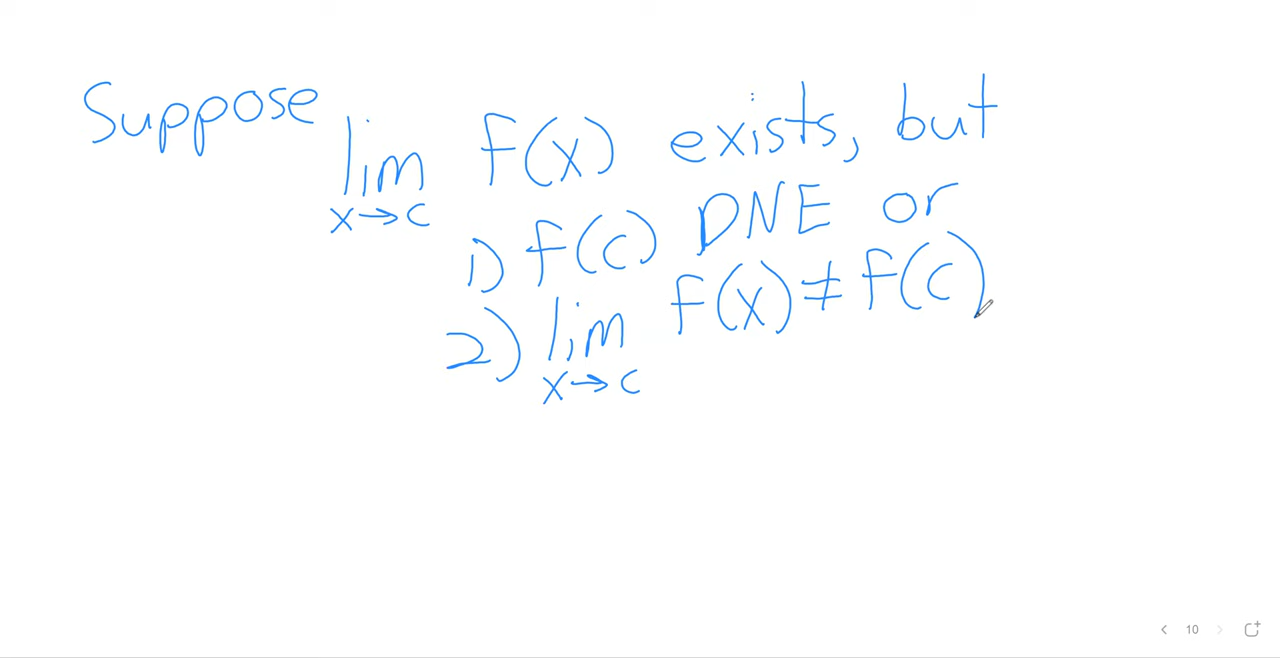 Suppose lim x→c f(x) exists, but
1) f(c) DNE or
2) lim x→c f(x) ≠ f(c)
10